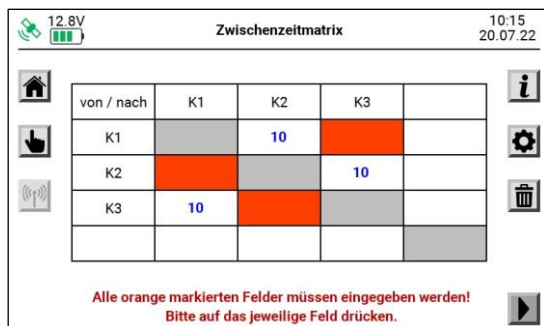 12.8V
Zwischenzeitmatrix
10:15
20.07.22
von / nach K1 K2 K3
K1 10
K2 10
K3 10
Alle orange markierten Felder müssen eingegeben werden!
Bitte auf das jeweilige Feld drücken.